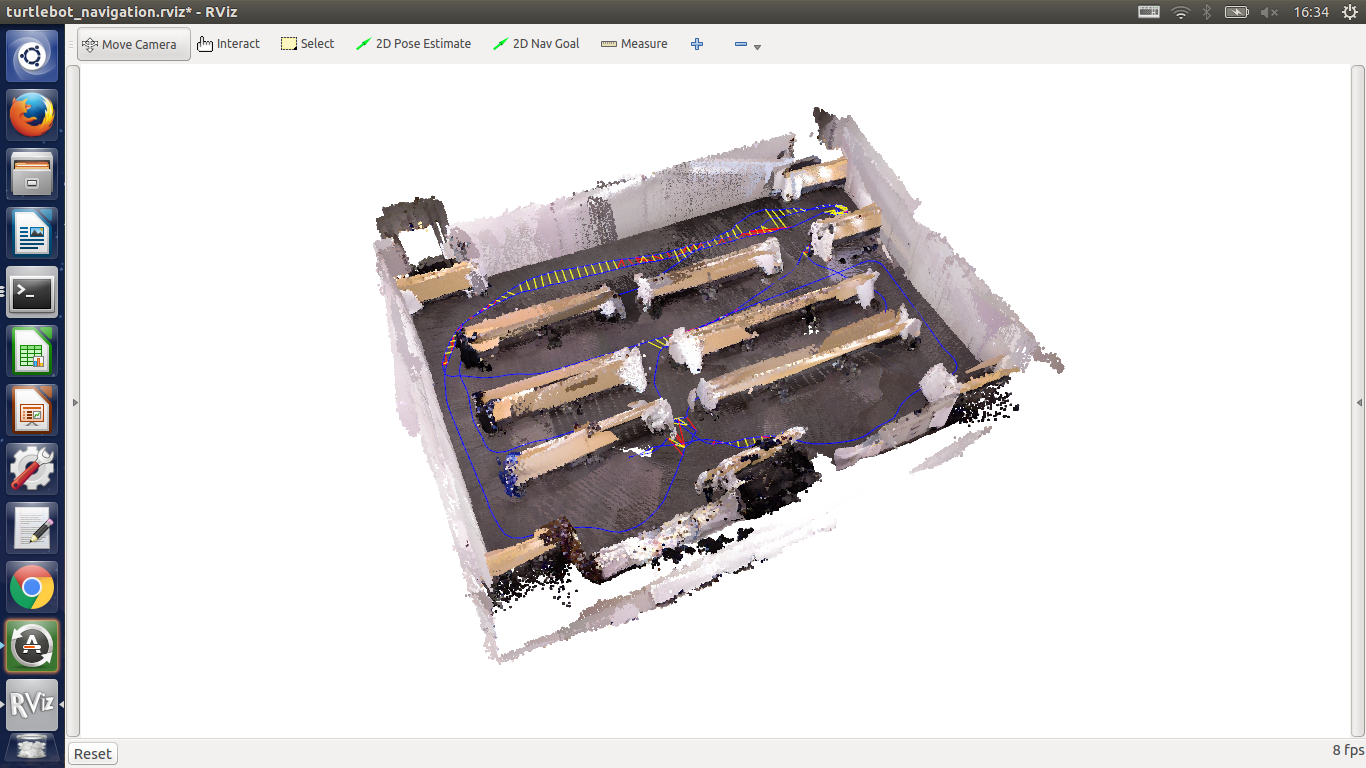 turtlebot_navigation.rviz* - RViz
16:34
Move Camera
Interact
Select
2D Pose Estimate
2D Nav Goal
Measure
>_
A
RViz
Reset
8 fps